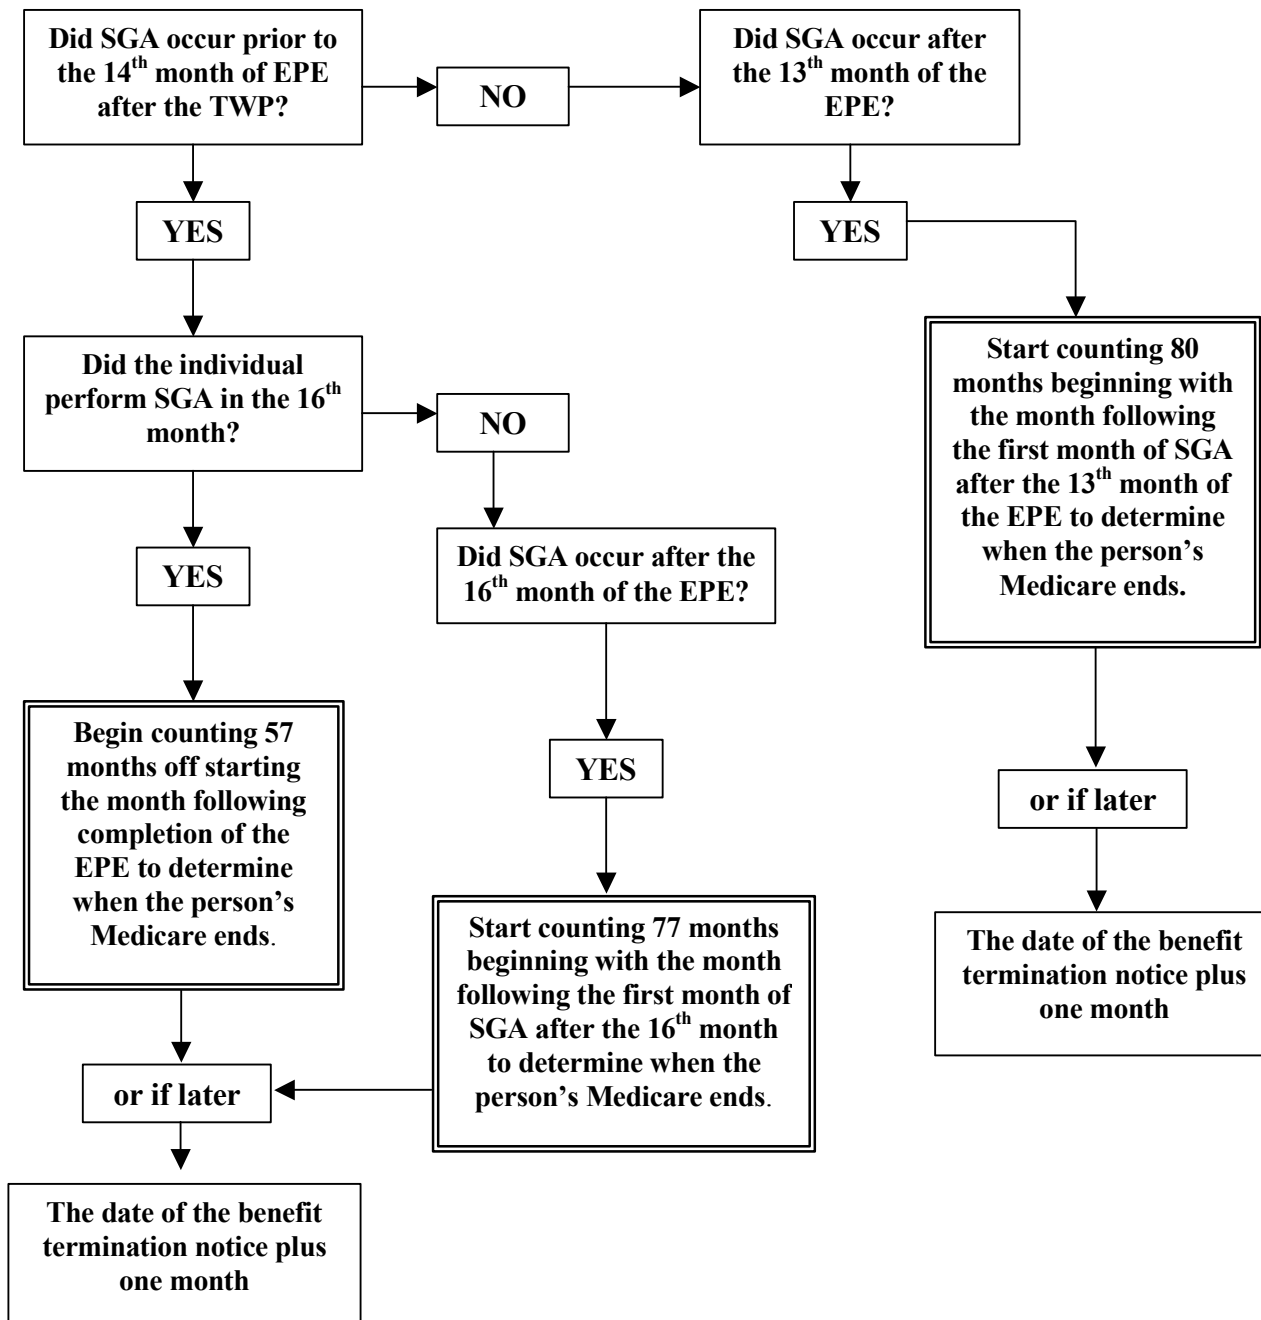 Did SGA occur prior to
the 14th month of EPE
after the TWP?
NO
Did SGA occur after
the 13th month of the
EPE?
YES
YES
Did the individual
perform SGA in the 16th
month?
NO
Start counting 80
months beginning with
the month following
the first month of SGA
after the 13th month of
the EPE to determine
when the person’s
Medicare ends.
YES
Did SGA occur after the
16th month of the EPE?
Begin counting 57
months off starting
the month following
completion of the
EPE to determine
when the person’s
Medicare ends.
YES
or if later
Start counting 77 months
beginning with the month
following the first month of
SGA after the 16th month
to determine when the
person’s Medicare ends.
The date of the benefit
termination notice plus
one month
or if later
The date of the benefit
termination notice plus
one month